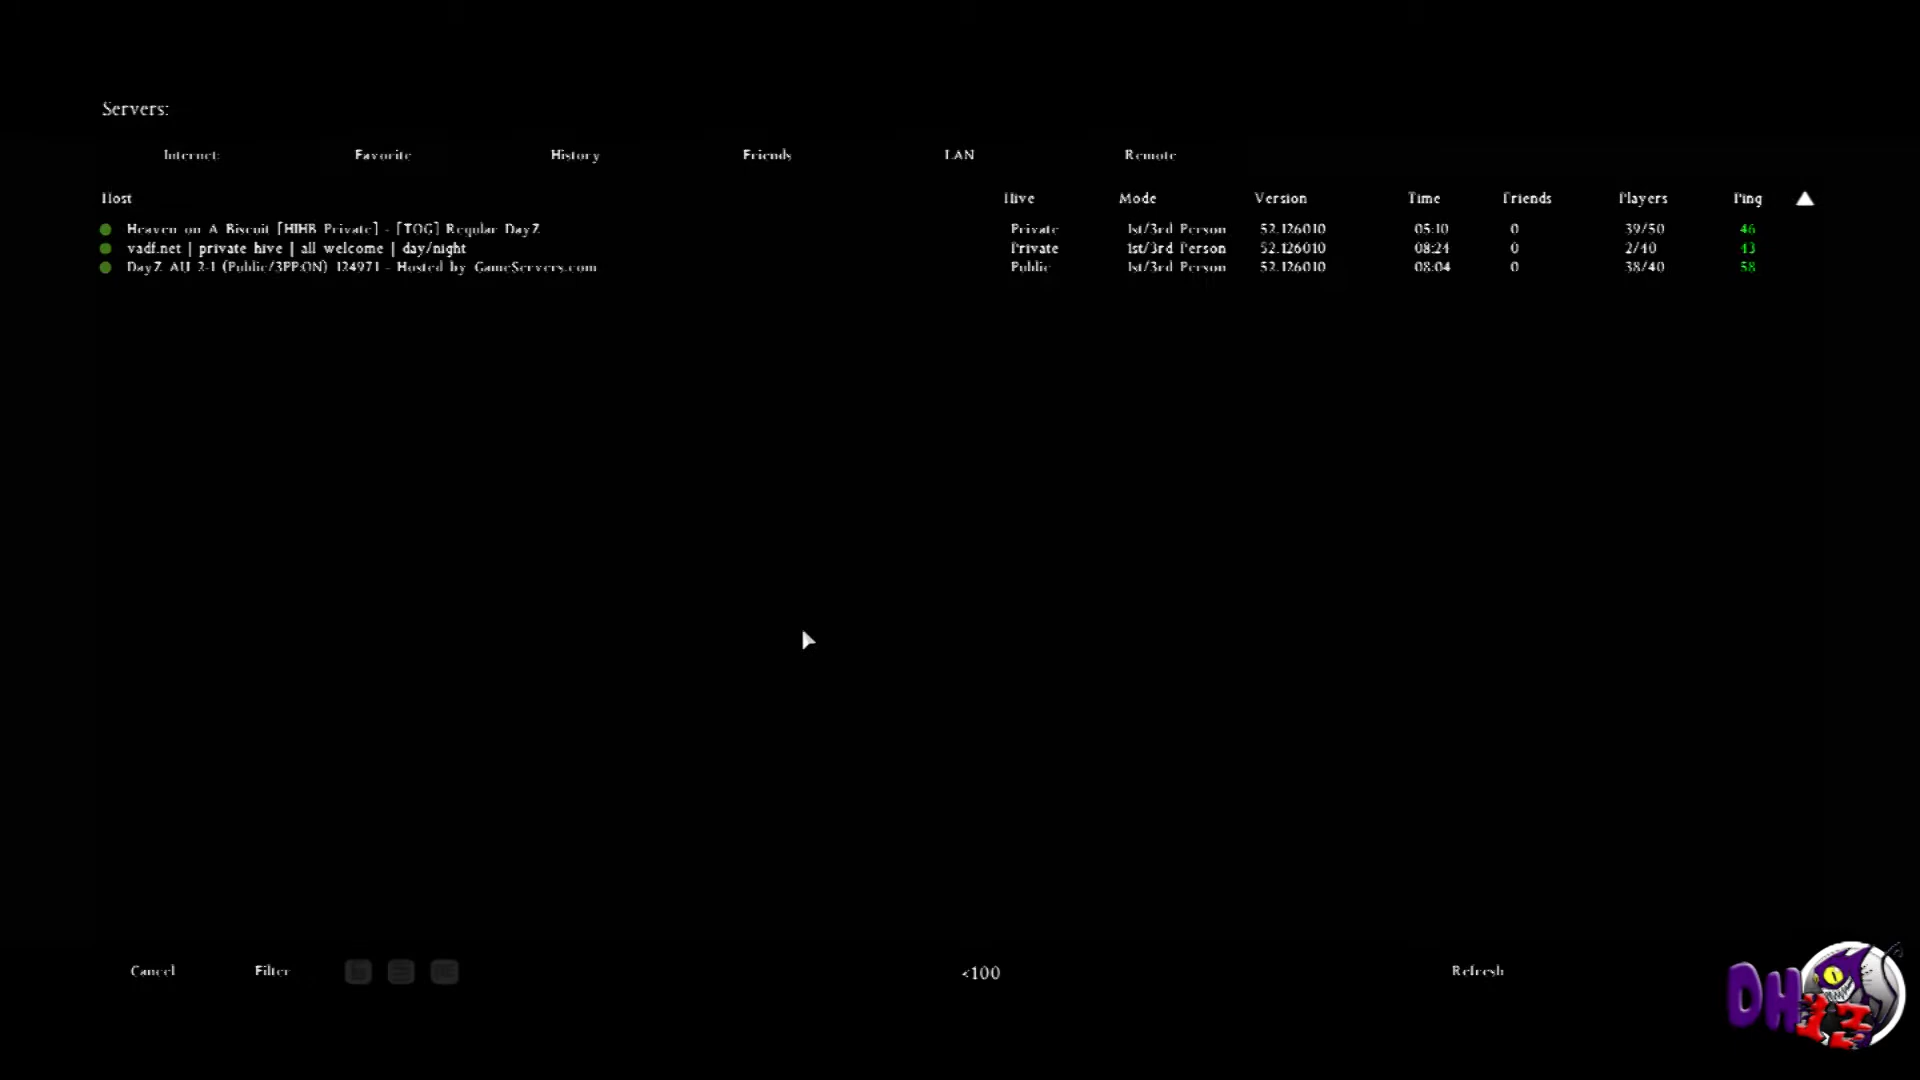 Servers:
Internet Favorite History Friends LAN Remote
Host Hive Mode Version Time Friends Players Ping
Heaven on A Biscuit [HIHB Private] - [TOG] Regular DayZ Private 1st/3rd Person 52.126010 05:10 0 39/50 46
vadf.net | private hive | all welcome | day/night Private 1st/3rd Person 52.126010 08:24 0 2/40 43
DayZ AU 2-1 (Public/3PP:ON) 124971 - Hosted by GameServers.com Public 1st/3rd Person 52.126010 08:04 0 38/40 58
Cancel Filter <100 Refresh